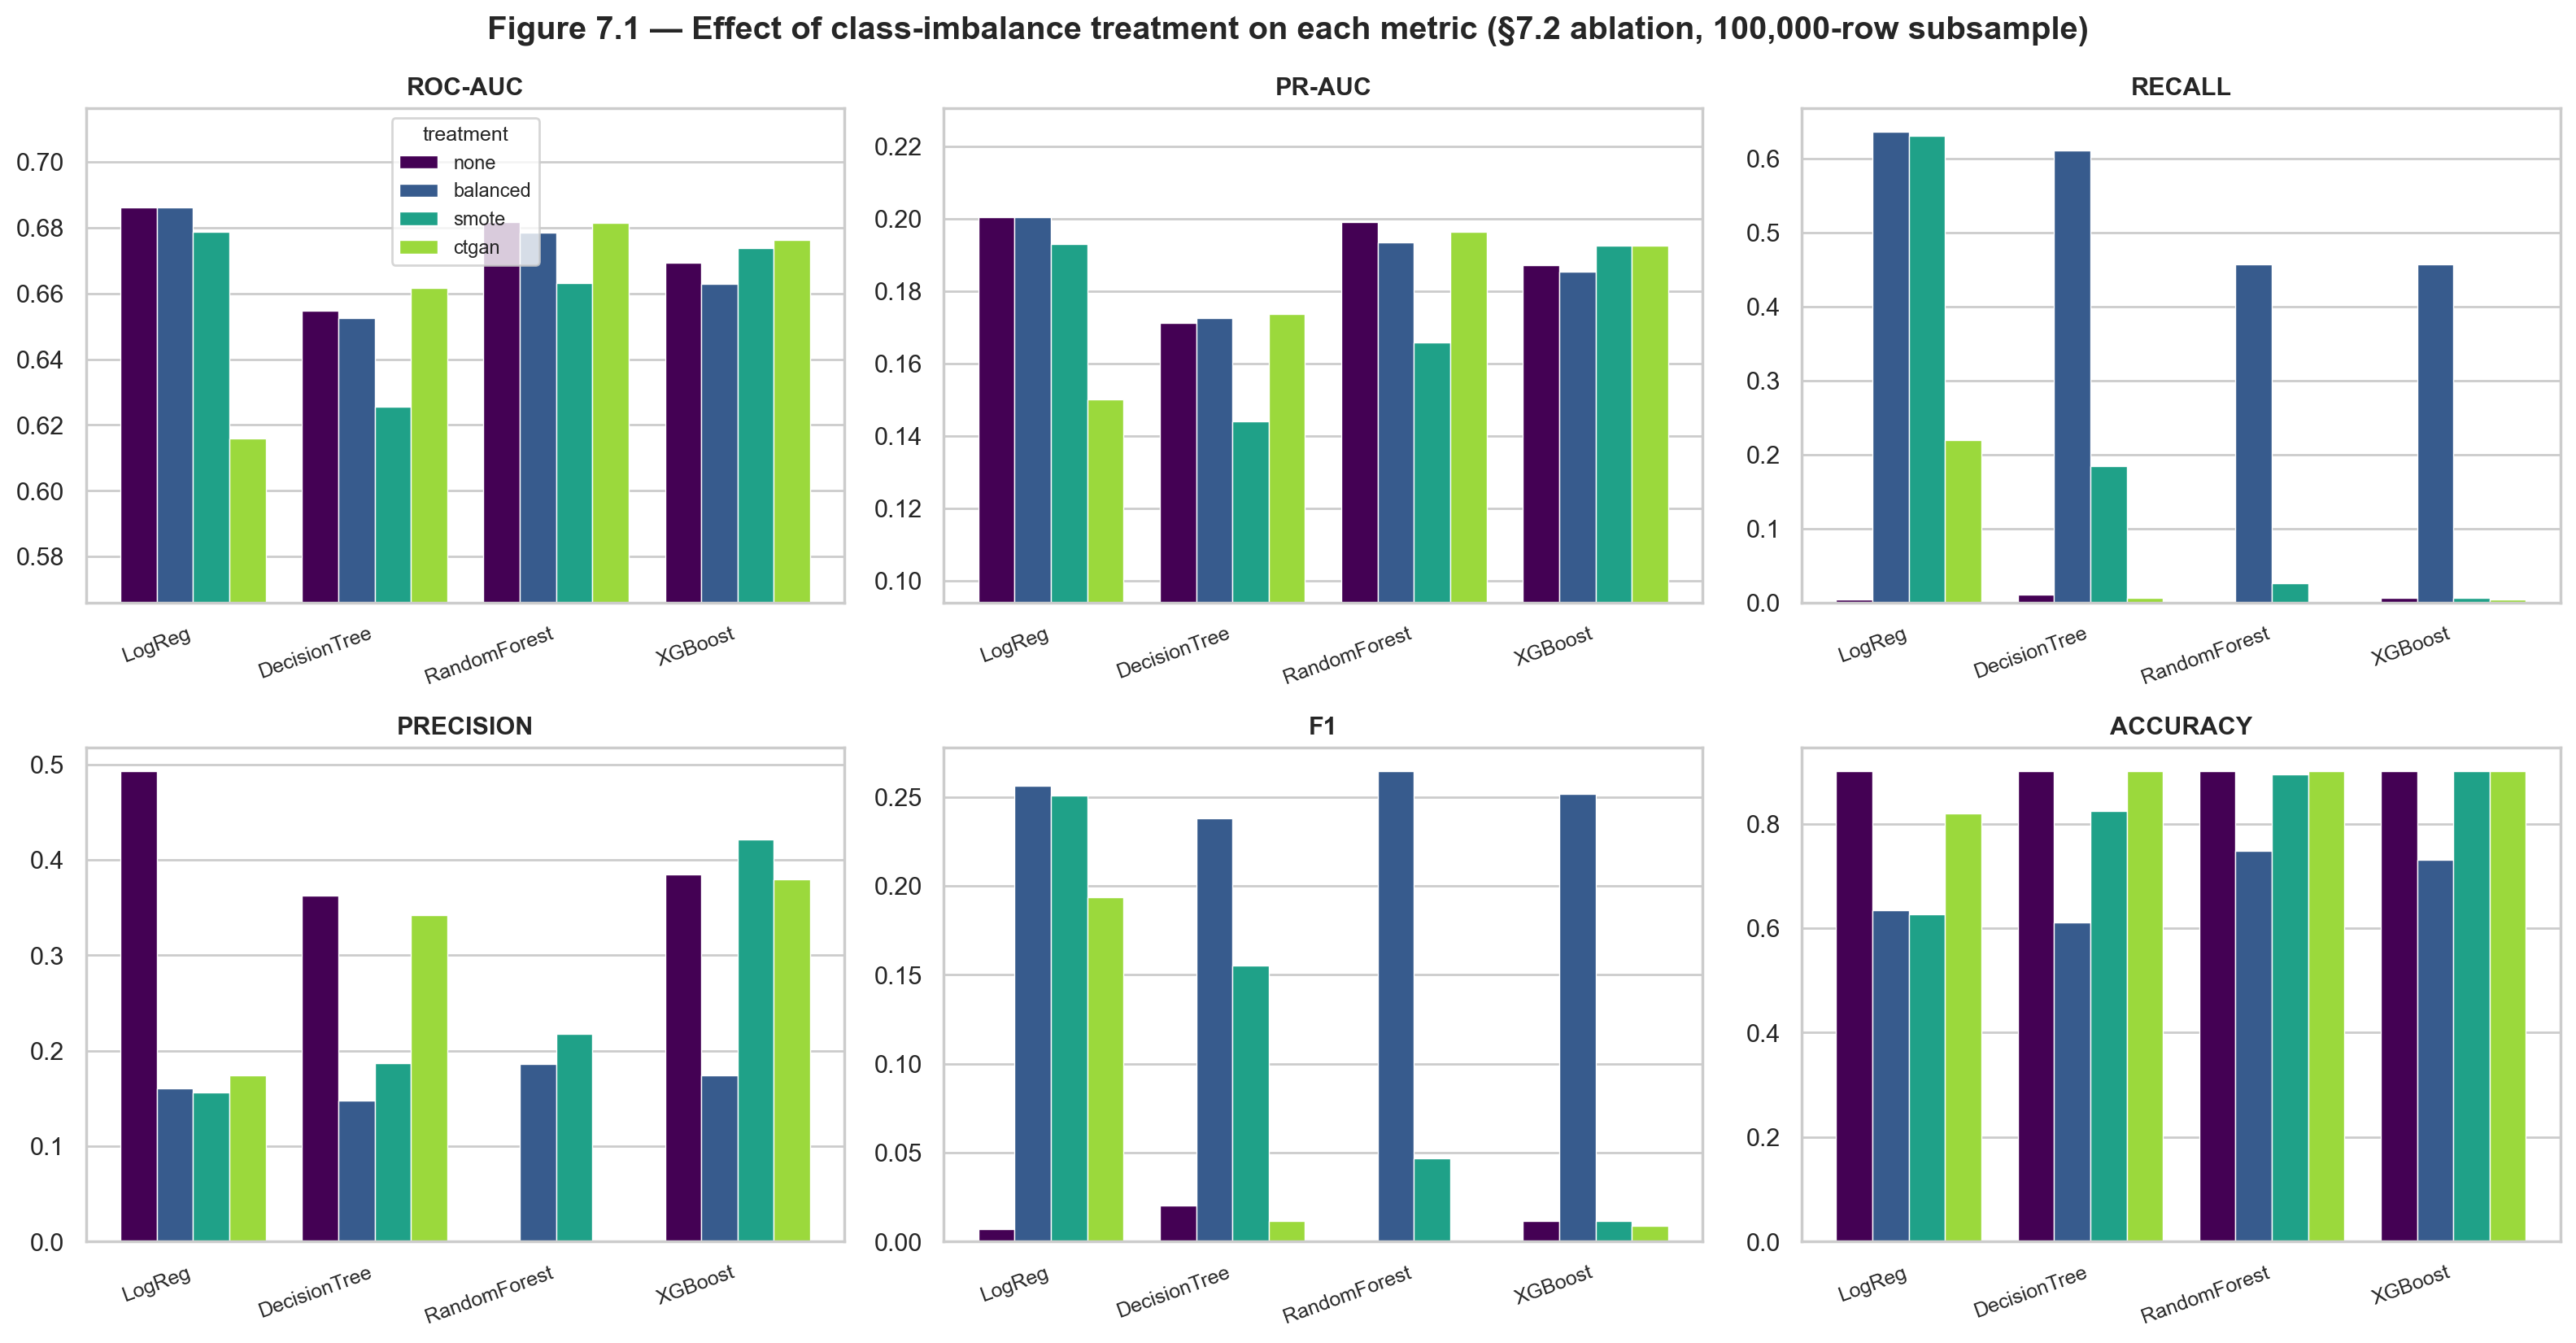 Figure 7.1 — Effect of class-imbalance treatment on each metric (§7.2 ablation, 100,000-row subsample)
ROC-AUC
0.70
0.68
0.66
0.64
0.62
0.60
0.58
treatment
none
balanced
smote
ctgan
LogReg
DecisionTree
RandomForest
XGBoost
PR-AUC
0.22
0.20
0.18
0.16
0.14
0.12
0.10
LogReg
DecisionTree
RandomForest
XGBoost
RECALL
0.6
0.5
0.4
0.3
0.2
0.1
0.0
LogReg
DecisionTree
RandomForest
XGBoost
PRECISION
0.5
0.4
0.3
0.2
0.1
0.0
LogReg
DecisionTree
RandomForest
XGBoost
F1
0.25
0.20
0.15
0.10
0.05
0.00
LogReg
DecisionTree
RandomForest
XGBoost
ACCURACY
0.8
0.6
0.4
0.2
0.0
LogReg
DecisionTree
RandomForest
XGBoost